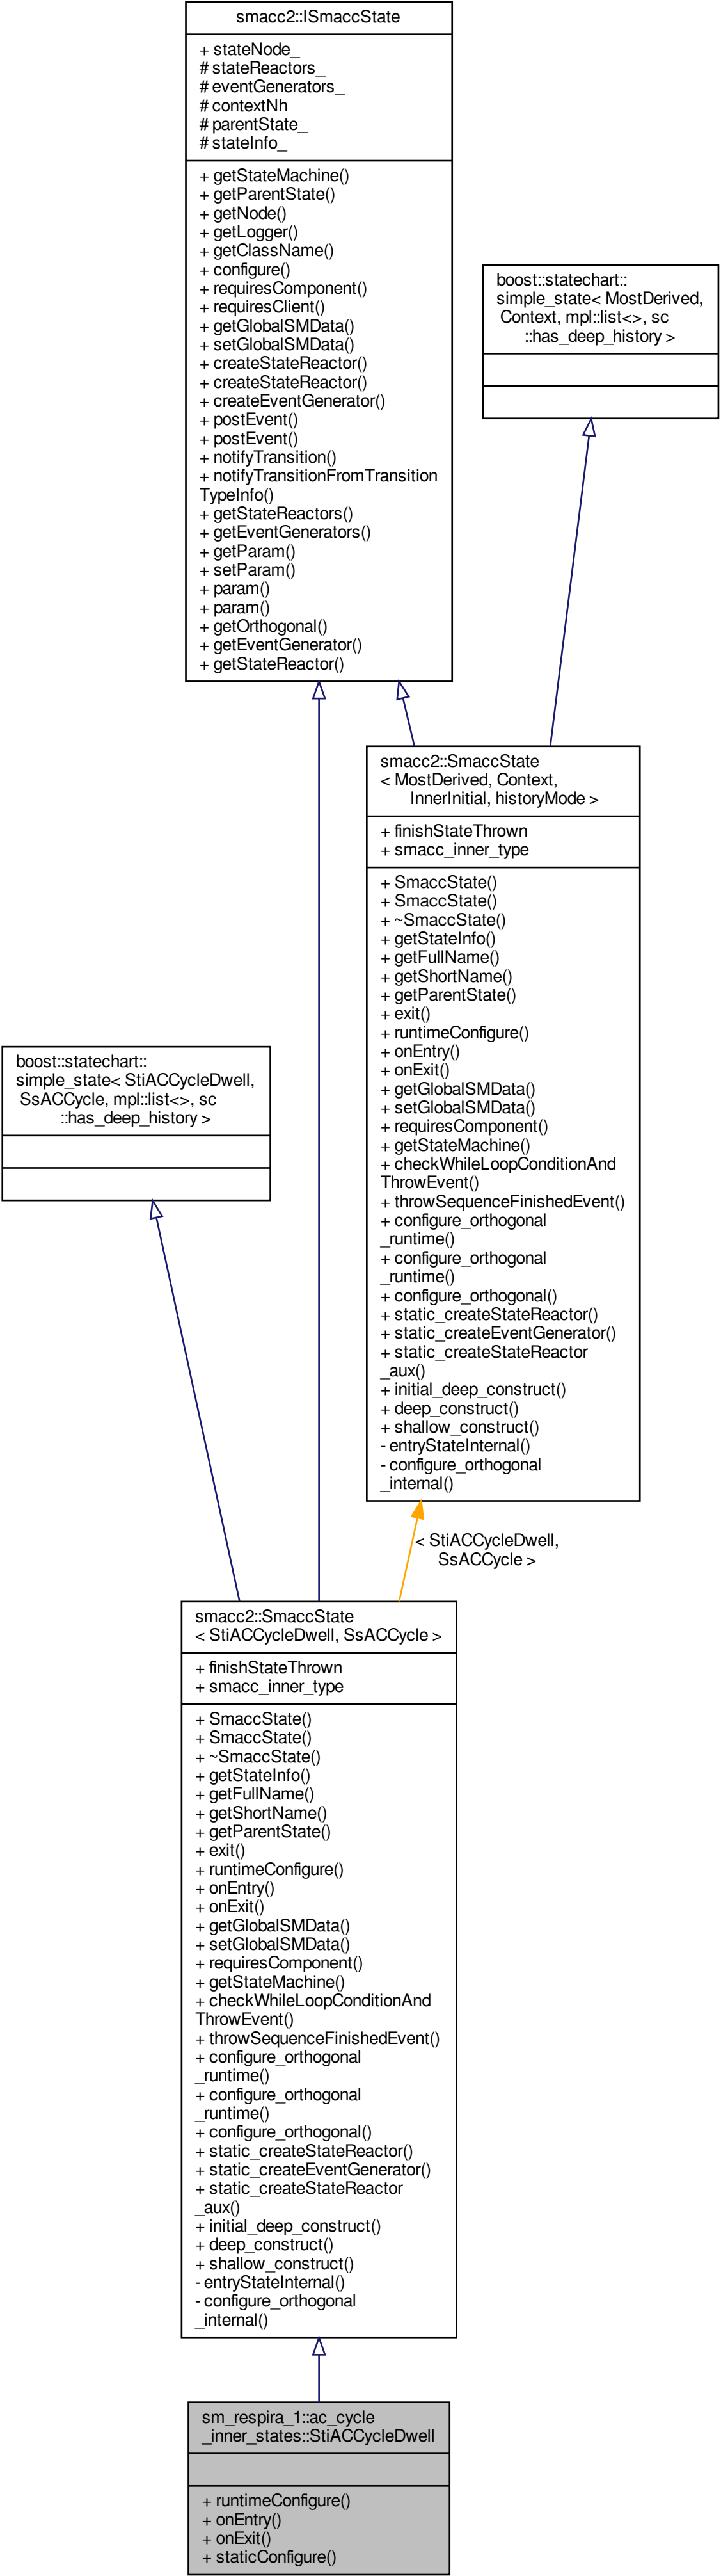 smacc2::ISmaccState
+ stateNode_
# stateReactors_
# eventGenerators_
# contextNh
# parentState_
# stateInfo_
+ getStateMachine()
+ getParentState()
+ getNode()
+ getLogger()
+ getClassName()
+ configure()
+ requiresComponent()
+ requiresClient()
+ getGlobalSMData()
+ setGlobalSMData()
+ createStateReactor()
+ createStateReactor()
+ createEventGenerator()
+ postEvent()
+ postEvent()
+ notifyTransition()
+ notifyTransitionFromTransition
TypeInfo()
+ getStateReactors()
+ getEventGenerators()
+ getParam()
+ setParam()
+ param()
+ param()
+ getOrthogonal()
+ getEventGenerator()
+ getStateReactor()
boost::statechart::
simple_state< MostDerived,
Context, mpl::list<>, sc
::has_deep_history >
smacc2::SmaccState
< MostDerived, Context,
InnerInitial, historyMode >
+ finishStateThrown
+ smacc_inner_type
+ SmaccState()
+ SmaccState()
+ ~SmaccState()
+ getStateInfo()
+ getFullName()
+ getShortName()
+ getParentState()
+ exit()
+ runtimeConfigure()
+ onEntry()
+ onExit()
+ getGlobalSMData()
+ setGlobalSMData()
+ requiresComponent()
+ getStateMachine()
+ checkWhileLoopConditionAnd
ThrowEvent()
+ throwSequenceFinishedEvent()
+ configure_orthogonal
_runtime()
+ configure_orthogonal
_runtime()
+ configure_orthogonal()
+ static_createStateReactor()
+ static_createEventGenerator()
+ static_createStateReactor
_aux()
+ initial_deep_construct()
+ deep_construct()
+ shallow_construct()
- entryStateInternal()
- configure_orthogonal
_internal()
boost::statechart::
simple_state< StiACCycleDwell,
SsACCycle, mpl::list<>, sc
::has_deep_history >
< StiACCycleDwell,
SsACCycle >
smacc2::SmaccState
< StiACCycleDwell, SsACCycle >
+ finishStateThrown
+ smacc_inner_type
+ SmaccState()
+ SmaccState()
+ ~SmaccState()
+ getStateInfo()
+ getFullName()
+ getShortName()
+ getParentState()
+ exit()
+ runtimeConfigure()
+ onEntry()
+ onExit()
+ getGlobalSMData()
+ setGlobalSMData()
+ requiresComponent()
+ getStateMachine()
+ checkWhileLoopConditionAnd
ThrowEvent()
+ throwSequenceFinishedEvent()
+ configure_orthogonal
_runtime()
+ configure_orthogonal
_runtime()
+ configure_orthogonal()
+ static_createStateReactor()
+ static_createEventGenerator()
+ static_createStateReactor
_aux()
+ initial_deep_construct()
+ deep_construct()
+ shallow_construct()
- entryStateInternal()
- configure_orthogonal
_internal()
sm_respira_1::ac_cycle
_inner_states::StiACCycleDwell
+ runtimeConfigure()
+ onEntry()
+ onExit()
+ staticConfigure()